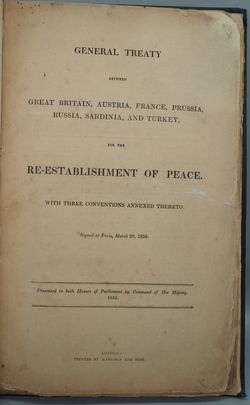 GENERAL TREATY
BETWEEN
GREAT BRITAIN, AUSTRIA, FRANCE, PRUSSIA,
RUSSIA, SARDINIA, AND TURKEY,
FOR THE
RE-ESTABLISHMENT OF PEACE.
WITH THREE CONVENTIONS ANNEXED THERETO.
Signed at Paris, March 30, 1856.
Presented to both Houses of Parliament by Command of Her Majesty.
1856.
LONDON:
PRINTED BY HARRISON AND SONS.